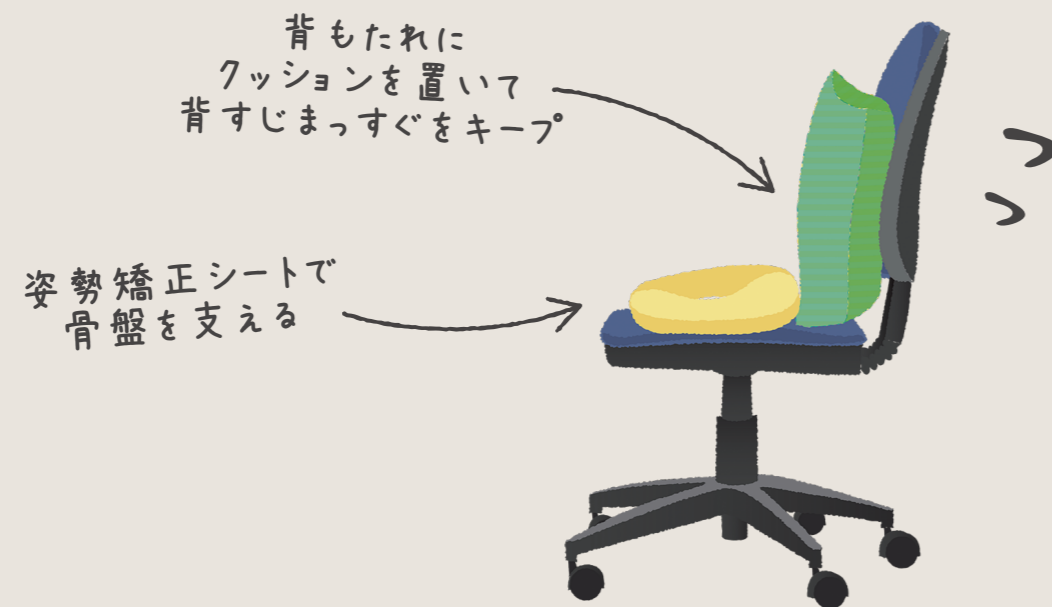 背もたれに
クッションを置いて
背すじまっすぐをキープ
姿勢矯正シートで
骨盤を支える